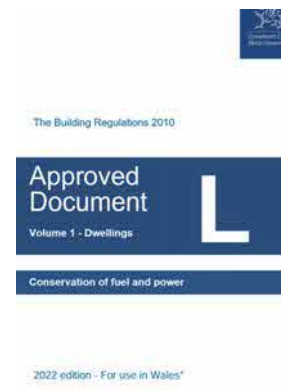 The Building Regulations 2010
Approved
Document
L
Volume 1 - Dwellings
Conservation of fuel and power
2022 edition - For use in Wales*